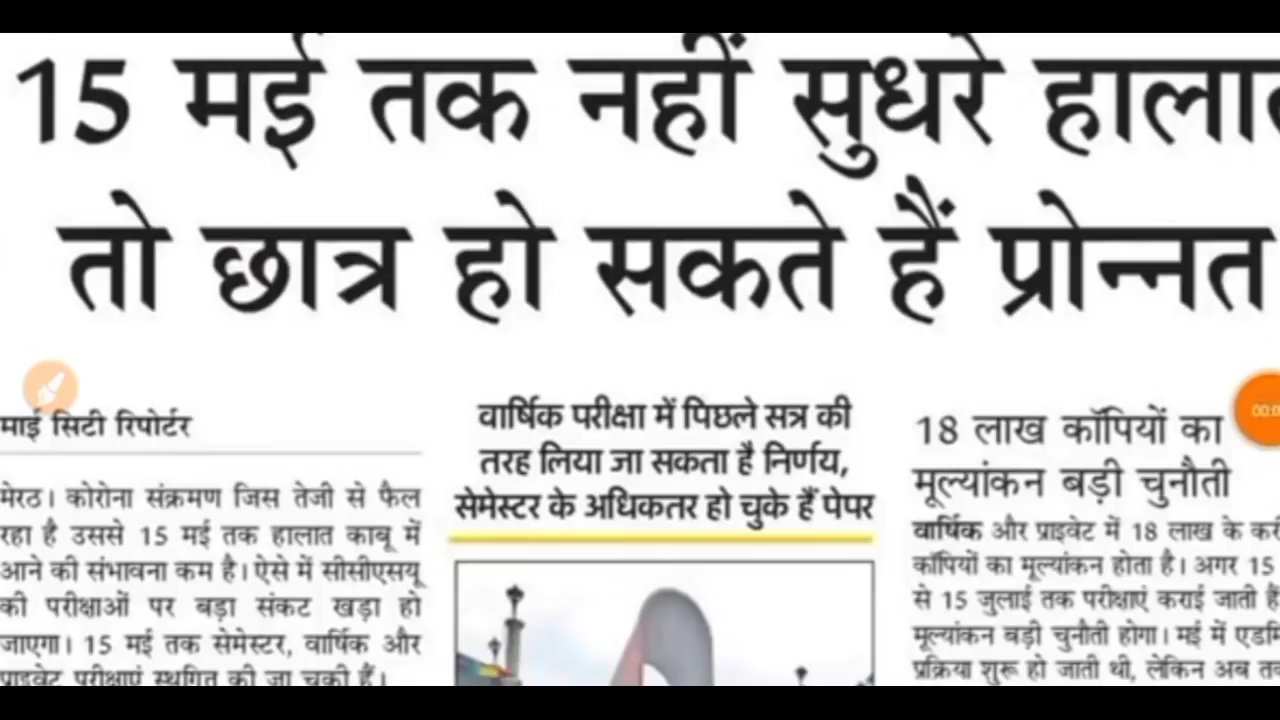 15 मई तक नहीं सुधरे
तो छात्र हो सकते हैं प्रोन्नत
माई सिटी रिपोर्टर
मेरठ। कोरोना संक्रमण जिस तेजी से फैल
रहा है उससे 15 मई तक हालात काबू में
आने की संभावना कम है। ऐसे में सीसीएसयू
की परीक्षाओं पर बड़ा संकट खड़ा हो
जाएगा। 15 मई तक सेमेस्टर, वार्षिक और
प्राइवेट परीक्षाएं स्थगित की जा चुकी हैं।
वार्षिक परीक्षा में पिछले सत्र की
तरह लिया जा सकता है निर्णय,
सेमेस्टर के अधिकतर हो चुके हैं पेपर
18 लाख कॉपियों का
मूल्यांकन बड़ी चुनौती
वार्षिक और प्राइवेट में 18 लाख के
कॉपियों का मूल्यांकन होता है। अगर 15
से 15 जुलाई तक परीक्षाएं कराई जाती
मूल्यांकन बड़ी चुनौती होगा। मई में
प्रक्रिया शुरू हो जाती थी, लेकिन अब